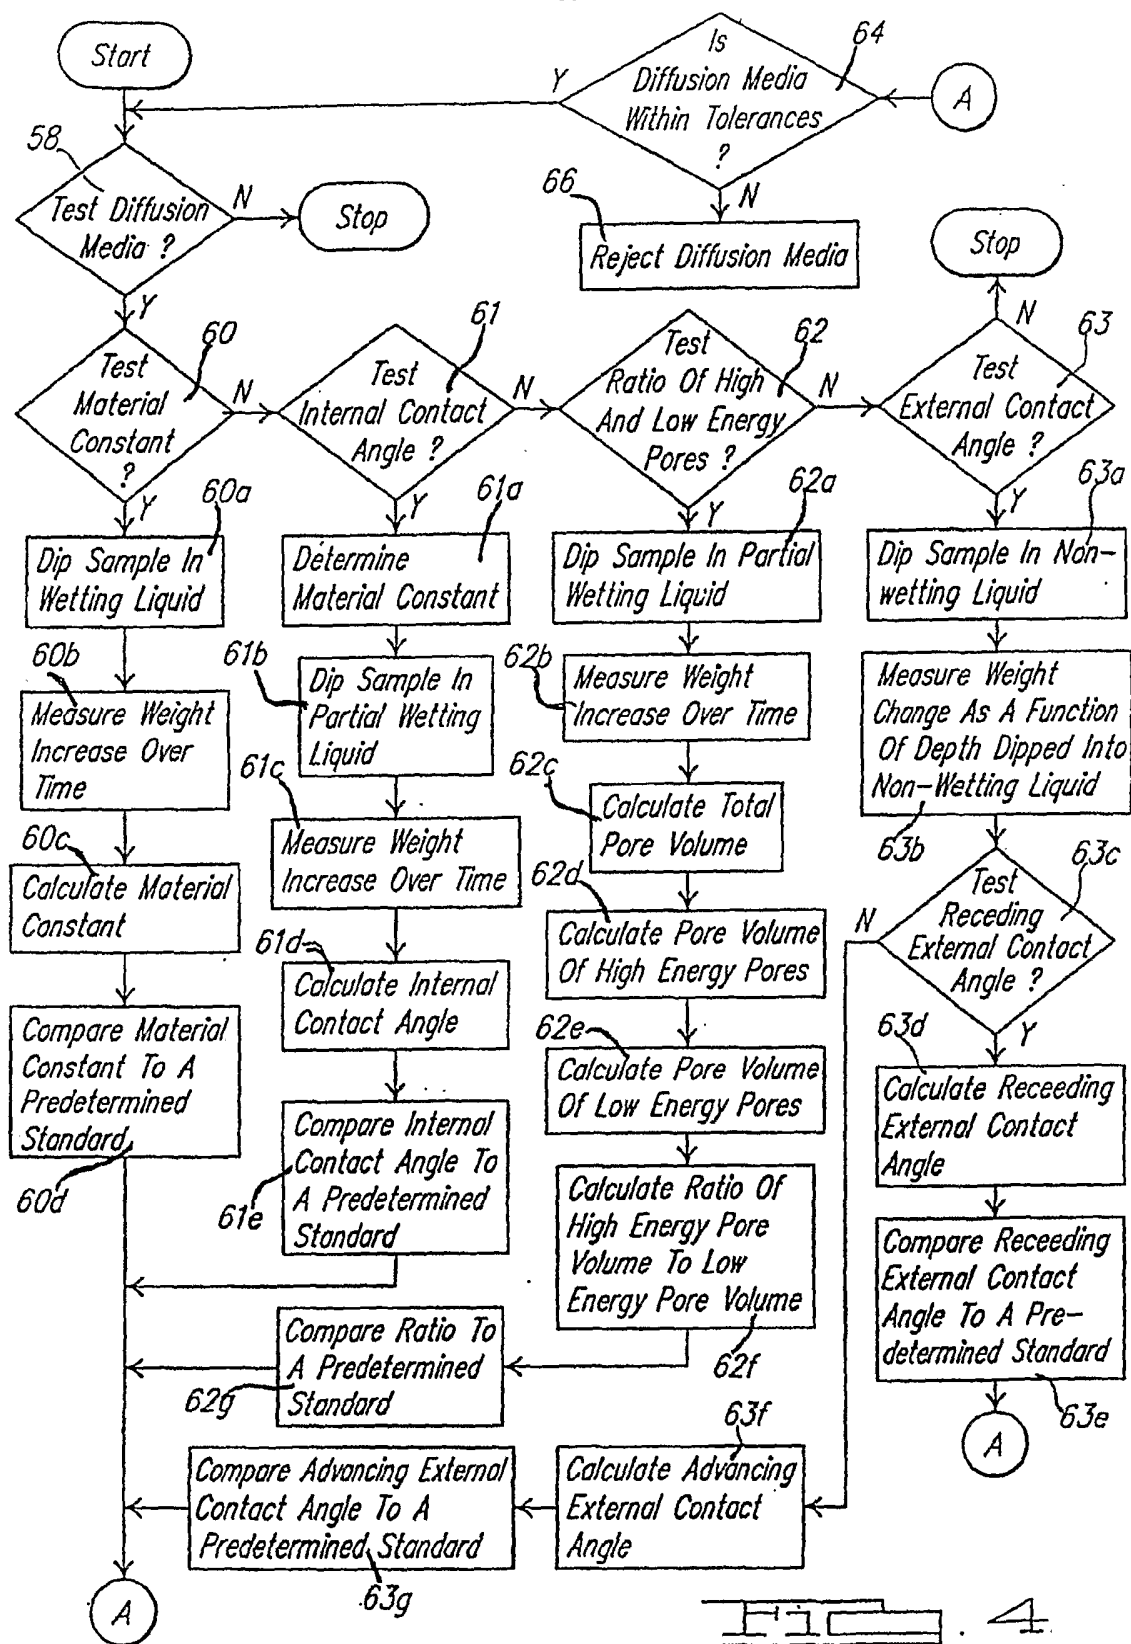 Start
Is
Diffusion Media
Within Tolerances
?
64
A
Y
58
Test Diffusion
Media ?
N
Stop
N
66
Reject Diffusion Media
Stop
Y
N
Test
Material
Constant
?
60
N
Test
Internal Contact
Angle ?
61
N
Test
Ratio Of High
And Low Energy
Pores ?
62
N
Test
External Contact
Angle ?
63
Y
Y
Y
Y
60a
Dip Sample In
Wetting Liquid
61a
Determine
Material Constant
62a
Dip Sample In Partial
Wetting Liquid
63a
Dip Sample In Non-
wetting Liquid
60b
Measure Weight
Increase Over
Time
61b
Dip Sample In
Partial Wetting
Liquid
62b
Measure Weight
Increase Over Time
Measure Weight
Change As A Function
Of Depth Dipped Into
Non-Wetting Liquid
63b
60c
Calculate Material
Constant
61c
Measure Weight
Increase Over Time
62c
Calculate Total
Pore Volume
63c
Test
Receding
External Contact
Angle ?
N
Y
61d
Calculate Internal
Contact Angle
62d
Calculate Pore Volume
Of High Energy Pores
Compare Material
Constant To A
Predetermined
Standard
60d
Compare Internal
Contact Angle To
A Predetermined
Standard
61e
62e
Calculate Pore Volume
Of Low Energy Pores
63d
Calculate Receeding
External Contact
Angle
Calculate Ratio Of
High Energy Pore
Volume To Low
Energy Pore Volume
62f
Compare Receeding
External Contact
Angle To A Pre-
determined Standard
63e
Compare Ratio To
A Predetermined
Standard
62g
A
63f
Calculate Advancing
External Contact
Angle
Compare Advancing External
Contact Angle To A
Predetermined Standard
63g
A
FIG. 4